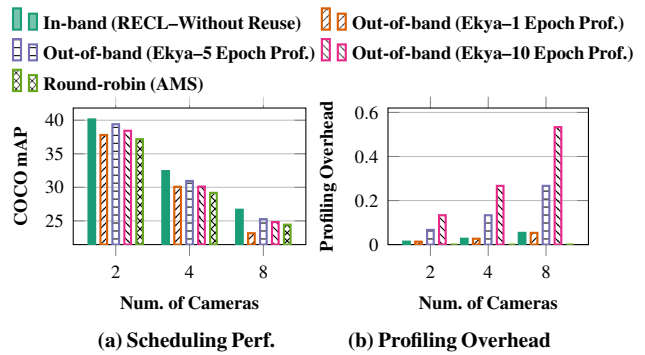 In-band (RECL–Without Reuse) Out-of-band (Ekya–1 Epoch Prof.)
Out-of-band (Ekya–5 Epoch Prof.) Out-of-band (Ekya–10 Epoch Prof.)
Round-robin (AMS)
COCO mAP
40
35
30
25
2 4 8
Num. of Cameras
(a) Scheduling Perf.
Profiling Overhead
0.6
0.4
0.2
0
2 4 8
Num. of Cameras
(b) Profiling Overhead